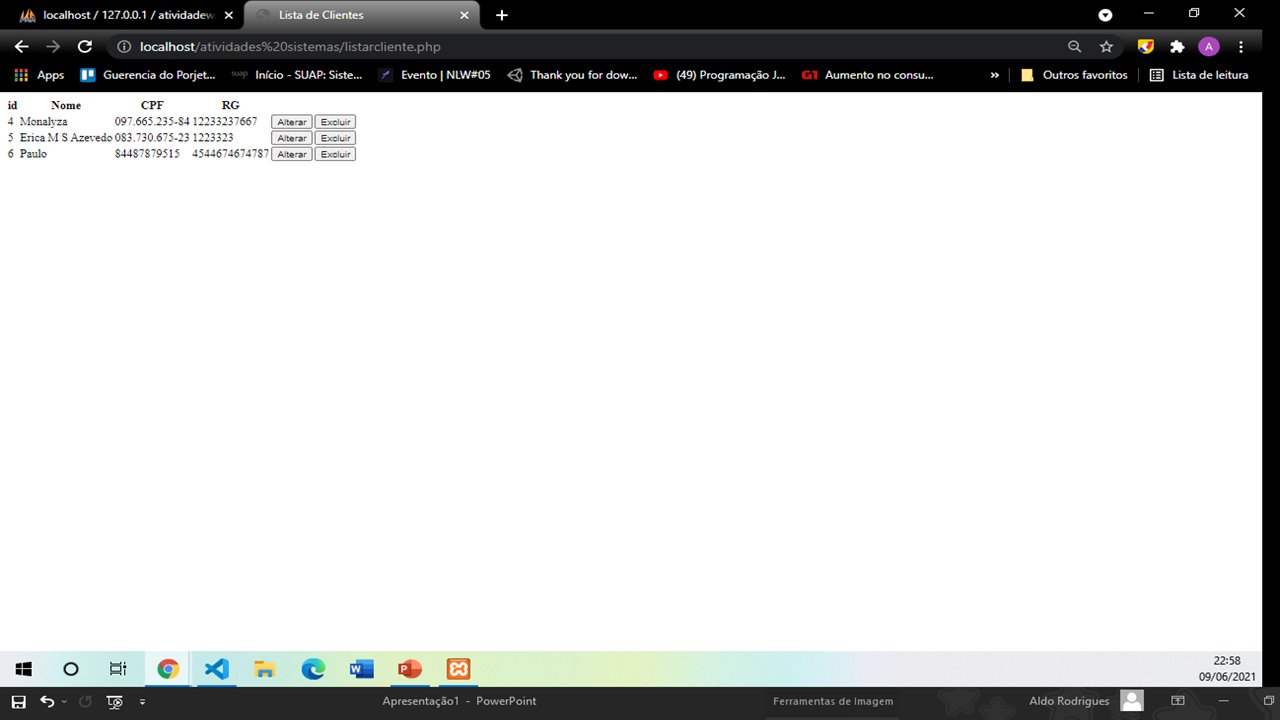 localhost / 127.0.0.1 / atividadew
Lista de Clientes
localhost/atividades%20sistemas/listarcliente.php
A
Apps
Guerencia do Porjet...
suap
Início - SUAP: Siste...
Evento | NLW#05
Thank you for dow...
(49) Programação J...
G1
Aumento no consu...
»
Outros favoritos
Lista de leitura
id Nome CPF RG
4 Monalyza 097.665.235-84 12233237667 Alterar Excluir
5 Erica M S Azevedo 083.730.675-23 1223323 Alterar Excluir
6 Paulo 84487879515 4544674674787 Alterar Excluir
22:58
09/06/2021
Apresentação1 - PowerPoint
Ferramentas de Imagem
Aldo Rodrigues